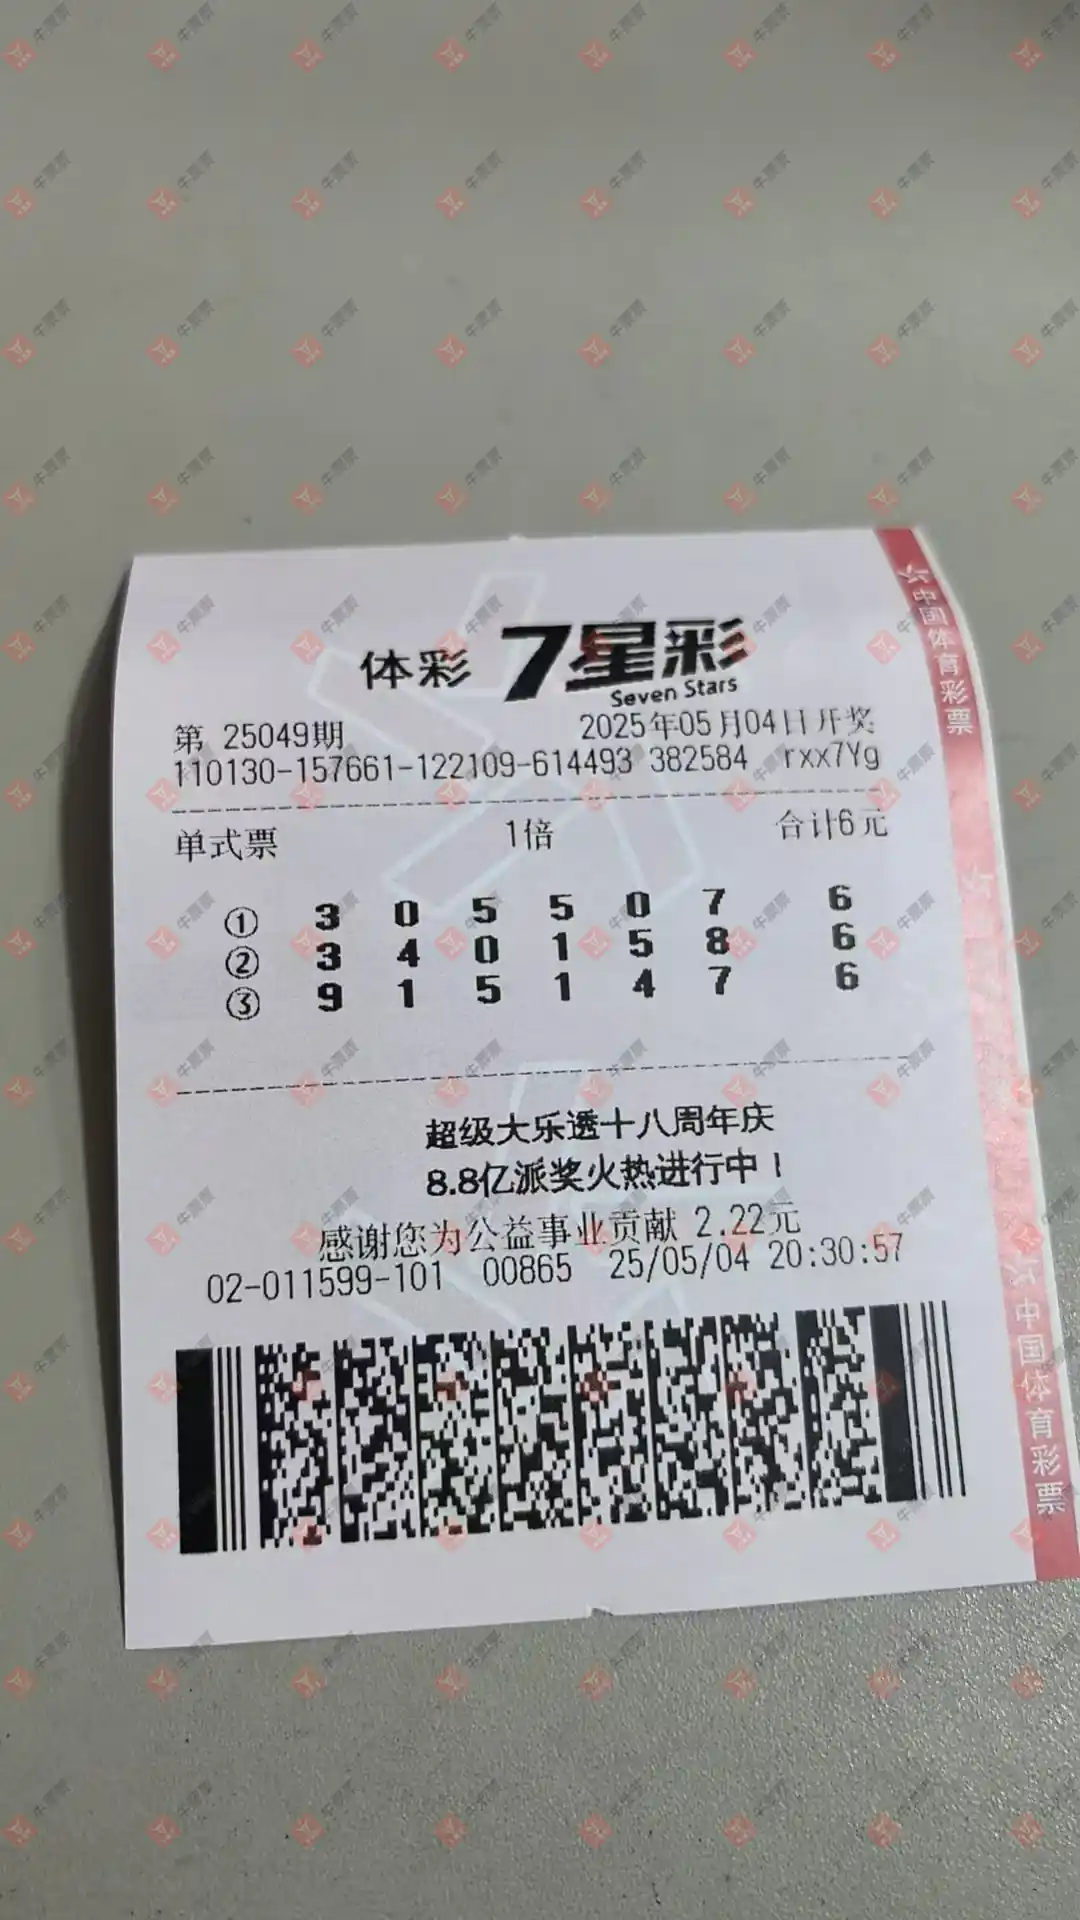 体彩 7星彩
Seven Stars
第 25049期 2025年05月04日开奖
110130-157661-122109-614493 382584 rxx7Yg
单式票 1倍 合计6元
① 3 0 5 5 0 7 6
② 3 4 0 1 5 8 6
③ 9 1 5 1 4 7 6
超级大乐透十八周年庆
8.8亿派奖火热进行中！
感谢您为公益事业贡献 2.22元
02-011599-101 00865 25/05/04 20:30:57
中国体育彩票
中国体育彩票
牛票票